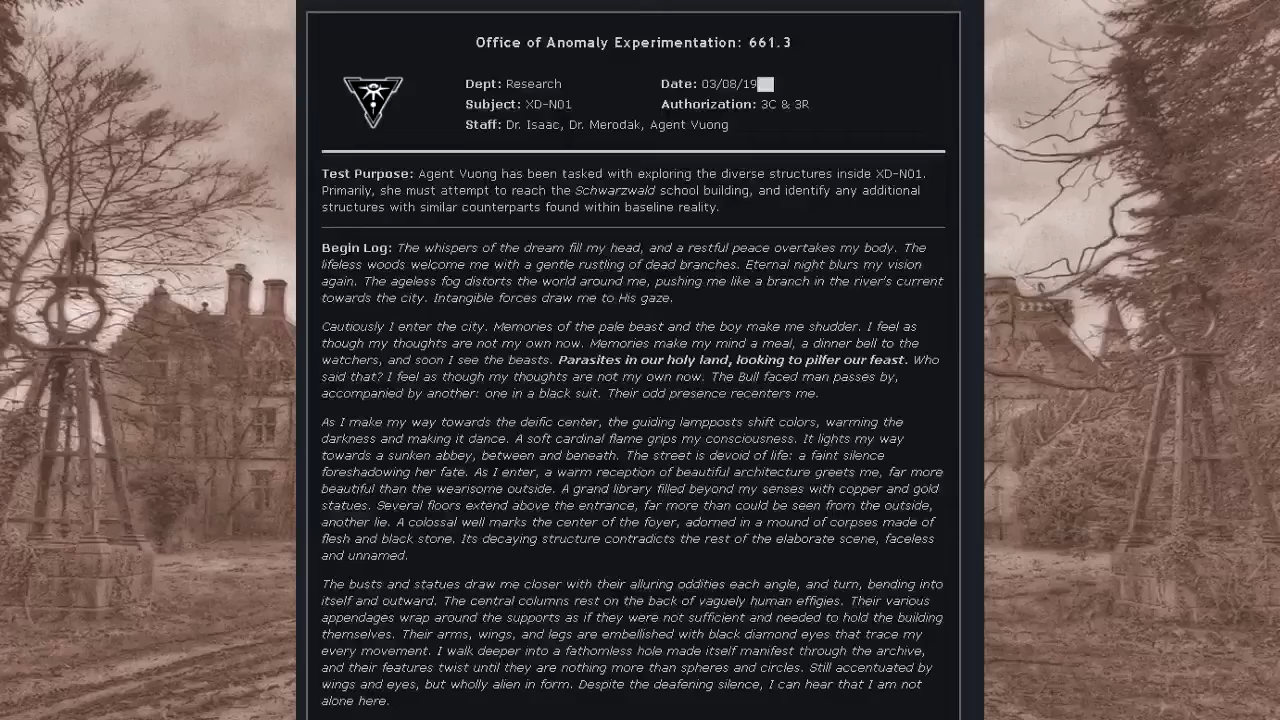 Office of Anomaly Experimentation: 661.3
Dept: Research
Date: 03/08/19
Subject: XD-N01
Authorization: 3C & 3R
Staff: Dr. Isaac, Dr. Merodak, Agent Vuong
Test Purpose: Agent Vuong has been tasked with exploring the diverse structures inside XD-N01.
Primarily, she must attempt to reach the Schwarzwald school building, and identify any additional
structures with similar counterparts found within baseline reality.
Begin Log: The whispers of the dream fill my head, and a restful peace overtakes my body. The
lifeless woods welcome me with a gentle rustling of dead branches. Eternal night blurs my vision
again. The ageless fog distorts the world around me, pushing me like a branch in the river's current
towards the city. Intangible forces draw me to His gaze.
Cautiously I enter the city. Memories of the pale beast and the boy make me shudder. I feel as
though my thoughts are not my own now. Memories make my mind a meal, a dinner bell to the
watchers, and soon I see the beasts. Parasites in our holy land, looking to pilfer our feast. Who
said that? I feel as though my thoughts are not my own now. The Bull faced man passes by,
accompanied by another: one in a black suit. Their odd presence recenters me.
As I make my way towards the deific center, the guiding lampposts shift colors, warming the
darkness and making it dance. A soft cardinal flame grips my consciousness. It lights my way
towards a sunken abbey, between and beneath. The street is devoid of life: a faint silence
foreshadowing her fate. As I enter, a warm reception of beautiful architecture greets me, far more
beautiful than the wearisome outside. A grand library filled beyond my senses with copper and gold
statues. Several floors extend above the entrance, far more than could be seen from the outside,
another lie. A colossal well marks the center of the foyer, adorned in a mound of corpses made of
flesh and black stone. Its decaying structure contradicts the rest of the elaborate scene, faceless
and unnamed.
The busts and statues draw me closer with their alluring oddities each angle, and turn, bending into
itself and outward. The central columns rest on the back of vaguely human effigies. Their various
appendages wrap around the supports as if they were not sufficient and needed to hold the building
themselves. Their arms, wings, and legs are embellished with black diamond eyes that trace my
every movement. I walk deeper into a fathomless hole made itself manifest through the archive,
and their features twist until they are nothing more than spheres and circles. Still accentuated by
wings and eyes, but wholly alien in form. Despite the deafening silence, I can hear that I am not
alone here.